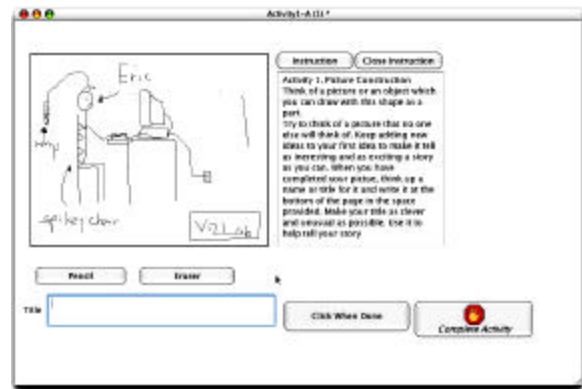 Activity1-A (1) *
Instruction
Close Instruction
Eric
Activity 1. Picture Construction
Think of a picture or an object which
you can draw with this shape as a
part.
Try to think of a picture that no one
else will think of. Keep adding new
ideas to your first idea to make it tell
as interesting and as exciting a story
as you can. When you have
completed your pictue, think up a
name or title for it and write it at the
bottom of the page in the space
provided. Make your title as clever
and unusual as possible. Use it to
help tell your story
spikey chair
VizLab
Pencil
Eraser
Title
Click When Done
Complete Activity